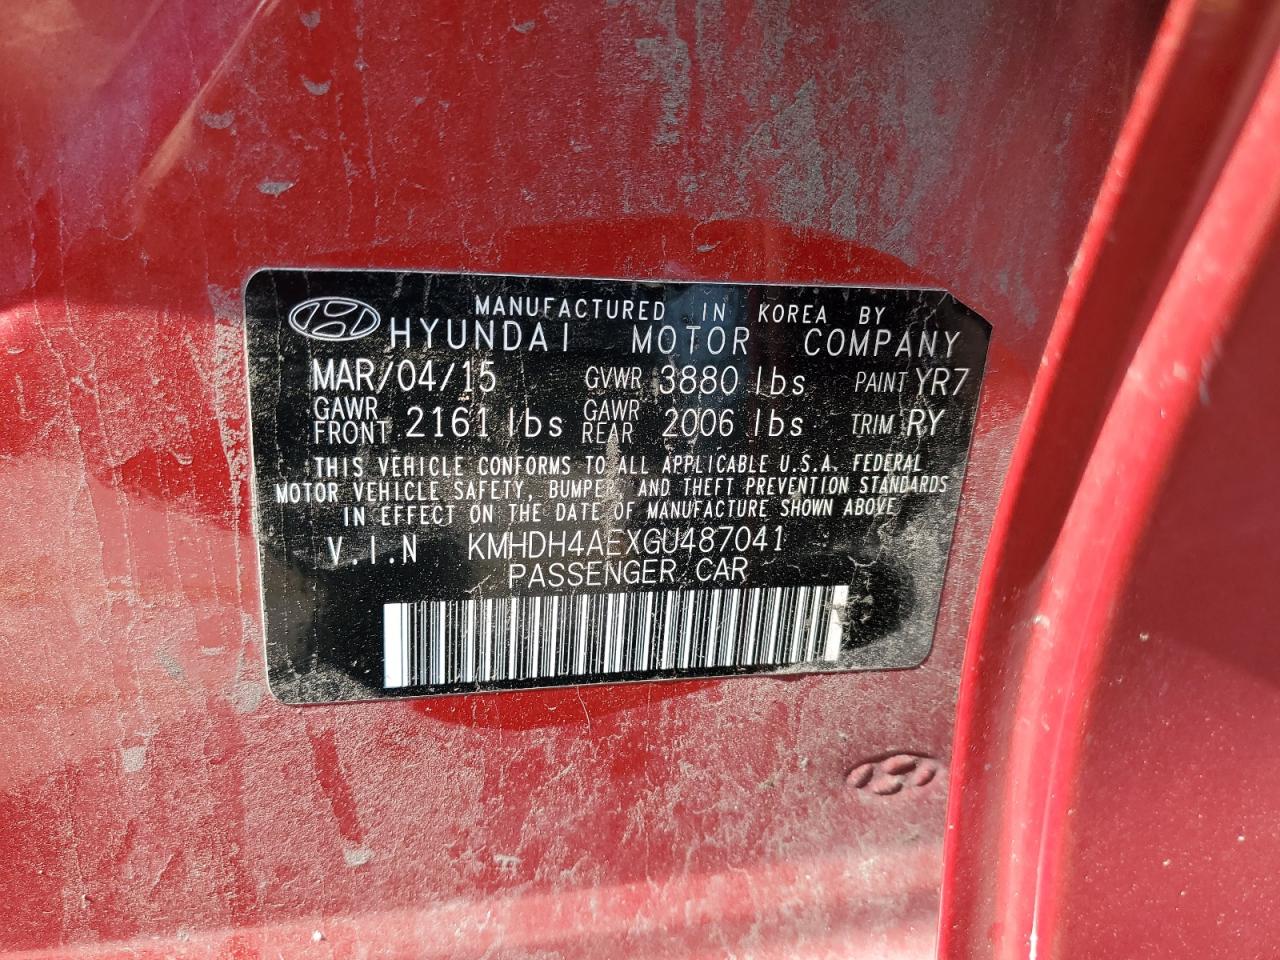 MANUFACTURED IN KOREA BY
HYUNDAI MOTOR COMPANY
MAR/04/15 GVWR 3880 lbs PAINT YR7
GAWR FRONT 2161 lbs GAWR REAR 2006 lbs TRIM RY
THIS VEHICLE CONFORMS TO ALL APPLICABLE U.S.A. FEDERAL
MOTOR VEHICLE SAFETY, BUMPER, AND THEFT PREVENTION STANDARDS
IN EFFECT ON THE DATE OF MANUFACTURE SHOWN ABOVE
V.I.N KMHDH4AEXGU487041
PASSENGER CAR